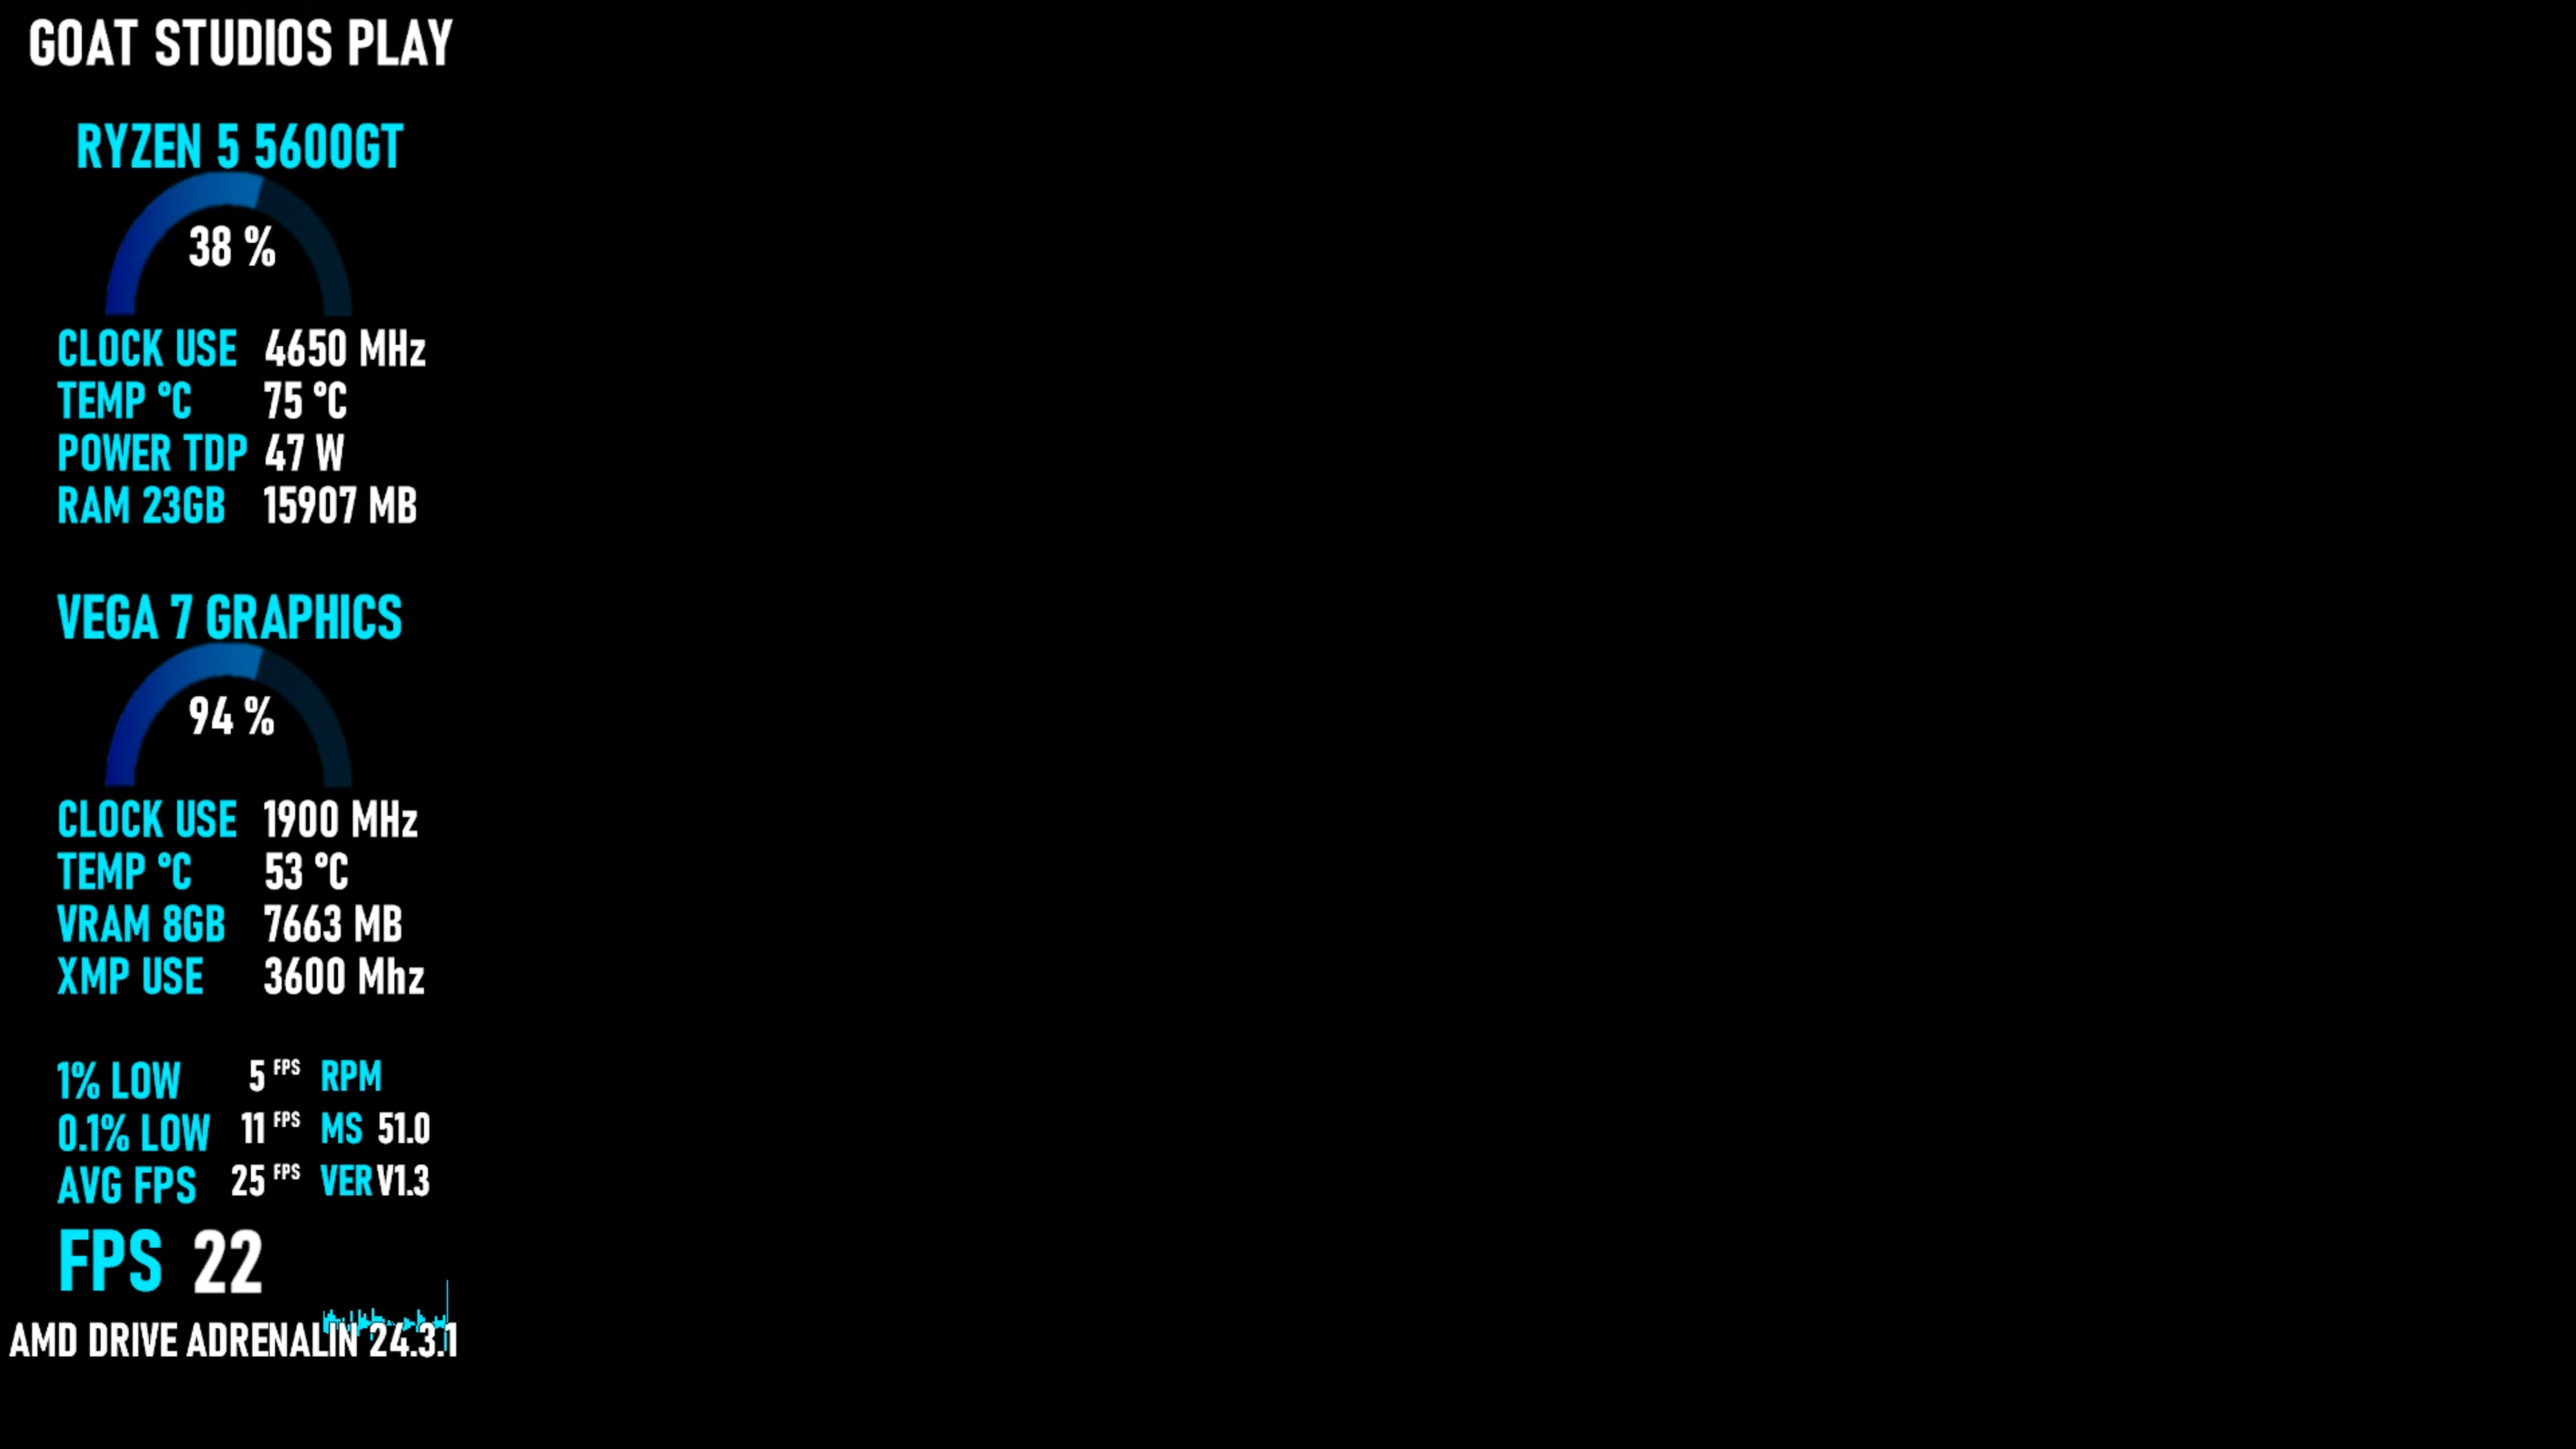 GOAT STUDIOS PLAY
RYZEN 5 5600GT
38 %
CLOCK USE 4650 MHz
TEMP °C 75 °C
POWER TDP 47 W
RAM 23GB 15907 MB
VEGA 7 GRAPHICS
94 %
CLOCK USE 1900 MHz
TEMP °C 53 °C
VRAM 8GB 7663 MB
XMP USE 3600 Mhz
1% LOW 5 FPS RPM
0.1% LOW 11 FPS MS 51.0
AVG FPS 25 FPS VER V1.3
FPS 22
AMD DRIVE ADRENALIN 24.3.1